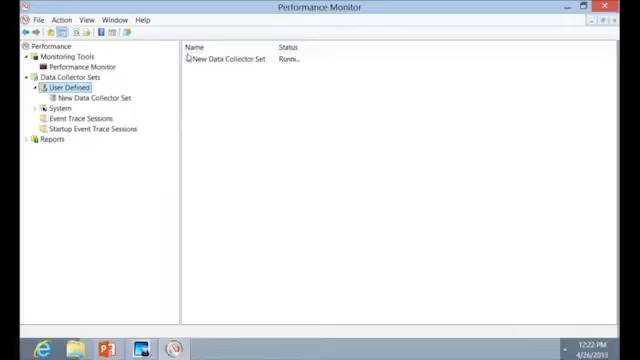 Performance Monitor
File Action View Window Help
Performance
Monitoring Tools
Performance Monitor
Data Collector Sets
User Defined
New Data Collector Set
System
Event Trace Sessions
Startup Event Trace Sessions
Reports
Name Status
New Data Collector Set Runni...
12:22 PM
4/26/2013